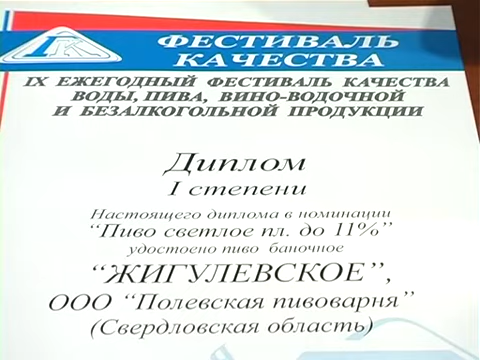 ФЕСТИВАЛЬ
КАЧЕСТВА
IX ЕЖЕГОДНЫЙ ФЕСТИВАЛЬ КАЧЕСТВА
ВОДЫ, ПИВА, ВИНО-ВОДОЧНОЙ
И БЕЗАЛКОГОЛЬНОЙ ПРОДУКЦИИ
Диплом
I степени
Настоящего диплома в номинации
“Пиво светлое пл. до 11%”
удостоено пиво баночное
“ЖИГУЛЕВСКОЕ”,
ООО “Полевская пивоварня”
(Свердловская область)